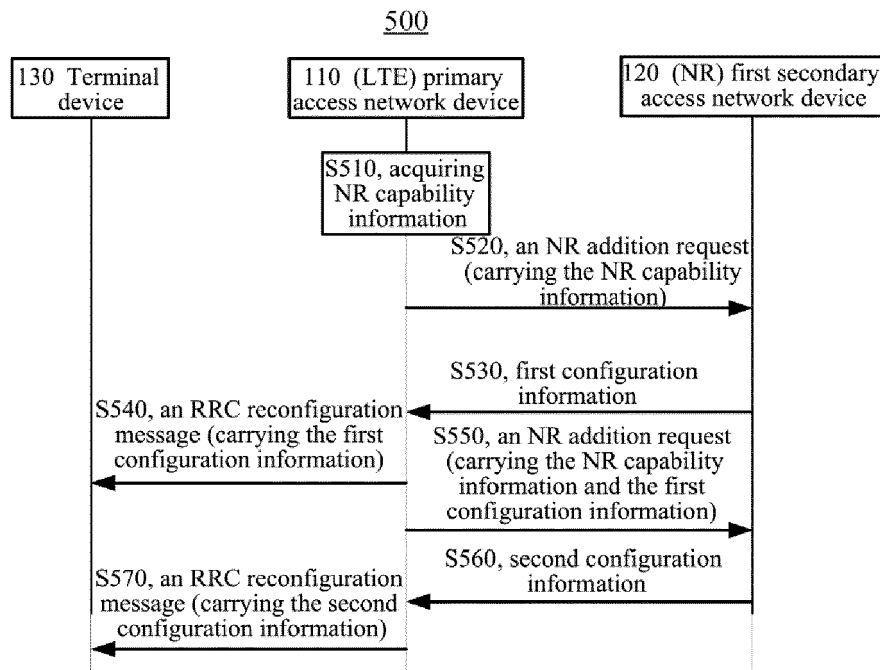 500
130 Terminal
device
110 (LTE) primary
access network device
120 (NR) first secondary
access network device
S510, acquiring
NR capability
information
S520, an NR addition request
(carrying the NR capability
information)
S530, first configuration
information
S540, an RRC reconfiguration
message (carrying the first
configuration information)
S550, an NR addition request
(carrying the NR capability
information and the first
configuration information)
S560, second configuration
information
S570, an RRC reconfiguration
message (carrying the second
configuration information)